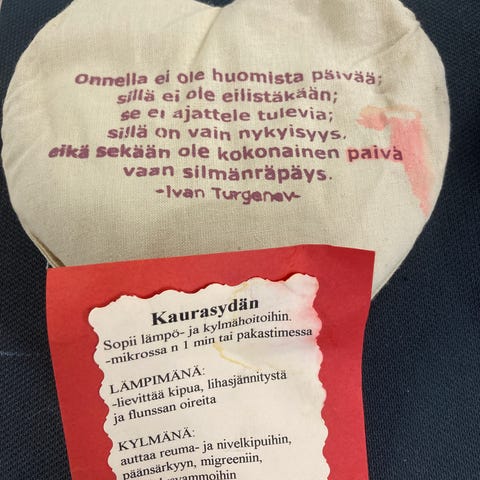 onnella ei ole huomista päivää;
sillä ei ole eilistäkään;
se ei ajattele tulevia;
sillä on vain nykyisyys.
eikä sekään ole kokonainen päivä
vaan silmänräpäys.
-Ivan Turgenev-
Kaurasydän
Sopii lämpö- ja kylmähoitoihin.
-mikrossa n 1 min tai pakastimessa
LÄMPIMÄNÄ:
-lievittää kipua, lihasjännitystä
ja flunssan oireita
KYLMÄNÄ:
auttaa reuma- ja nivelkipuihin,
päänsärkyyn, migreeniin,